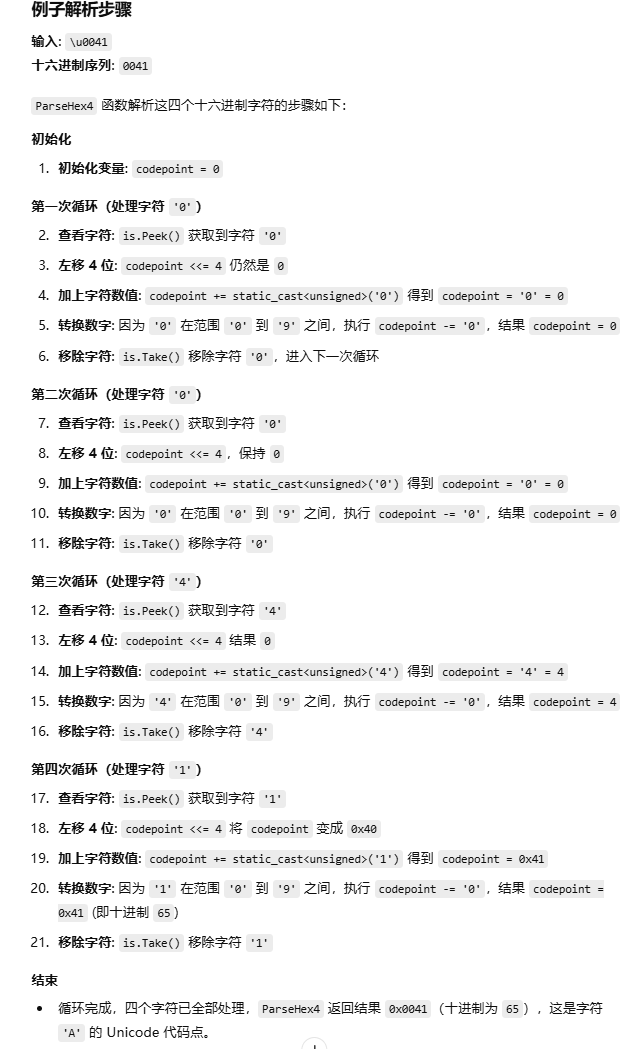 例子解析步骤
输入: \u0041
十六进制序列: 0041
ParseHex4 函数解析这四个十六进制字符的步骤如下：
初始化
1. 初始化变量: codepoint = 0
第一次循环（处理字符 '0'）
2. 查看字符: is.Peek() 获取到字符 '0'
3. 左移 4 位: codepoint <<= 4 仍然是 0
4. 加上字符数值: codepoint += static_cast<unsigned>('0') 得到 codepoint = '0' = 0
5. 转换数字: 因为 '0' 在范围 '0' 到 '9' 之间，执行 codepoint -= '0'，结果 codepoint = 0
6. 移除字符: is.Take() 移除字符 '0'，进入下一次循环
第二次循环（处理字符 '0'）
7. 查看字符: is.Peek() 获取到字符 '0'
8. 左移 4 位: codepoint <<= 4，保持 0
9. 加上字符数值: codepoint += static_cast<unsigned>('0') 得到 codepoint = '0' = 0
10. 转换数字: 因为 '0' 在范围 '0' 到 '9' 之间，执行 codepoint -= '0'，结果 codepoint = 0
11. 移除字符: is.Take() 移除字符 '0'
第三次循环（处理字符 '4'）
12. 查看字符: is.Peek() 获取到字符 '4'
13. 左移 4 位: codepoint <<= 4 结果 0
14. 加上字符数值: codepoint += static_cast<unsigned>('4') 得到 codepoint = '4' = 4
15. 转换数字: 因为 '4' 在范围 '0' 到 '9' 之间，执行 codepoint -= '0'，结果 codepoint = 4
16. 移除字符: is.Take() 移除字符 '4'
第四次循环（处理字符 '1'）
17. 查看字符: is.Peek() 获取到字符 '1'
18. 左移 4 位: codepoint <<= 4 将 codepoint 变成 0x40
19. 加上字符数值: codepoint += static_cast<unsigned>('1') 得到 codepoint = 0x41
20. 转换数字: 因为 '1' 在范围 '0' 到 '9' 之间，执行 codepoint -= '0'，结果 codepoint =
0x41 (即十进制 65)
21. 移除字符: is.Take() 移除字符 '1'
结束
• 循环完成，四个字符已全部处理，ParseHex4 返回结果 0x0041（十进制为 65），这是字符
'A' 的 Unicode 代码点。